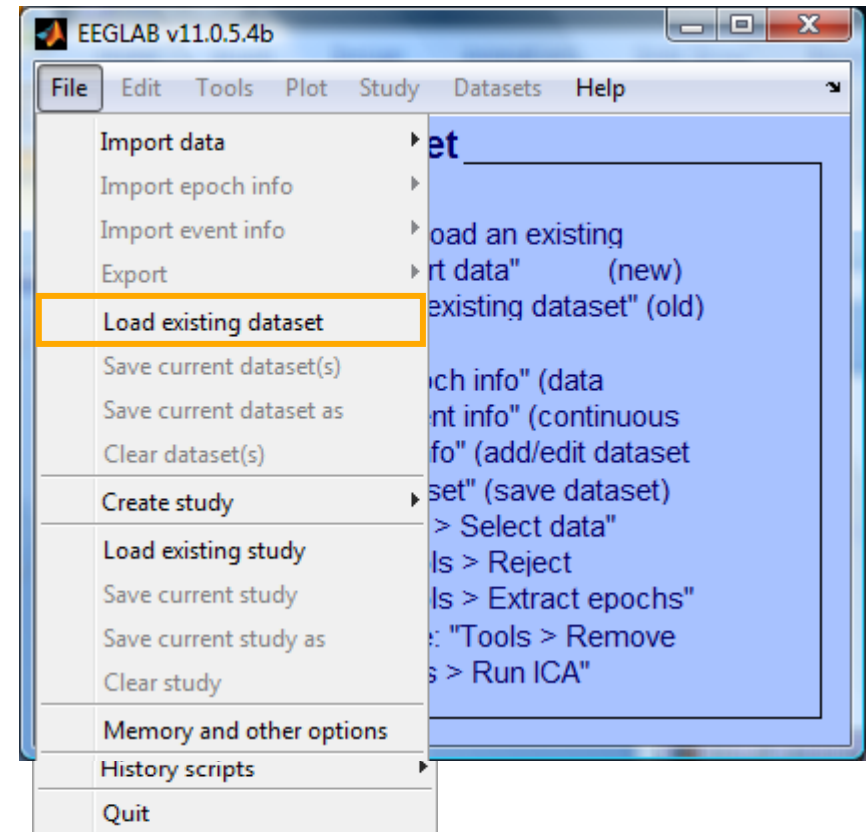 EEGLAB v11.0.5.4b
File Edit Tools Plot Study Datasets Help
Import data
Import epoch info
Import event info
Export
Load existing dataset
Save current dataset(s)
Save current dataset as
Clear dataset(s)
Create study
Load existing study
Save current study
Save current study as
Clear study
Memory and other options
History scripts
Quit
et
oad an existing
rt data" (new)
existing dataset" (old)
och info" (data
nt info" (continuous
fo" (add/edit dataset
set" (save dataset)
> Select data"
ls > Reject
ls > Extract epochs"
e: "Tools > Remove
s > Run ICA"